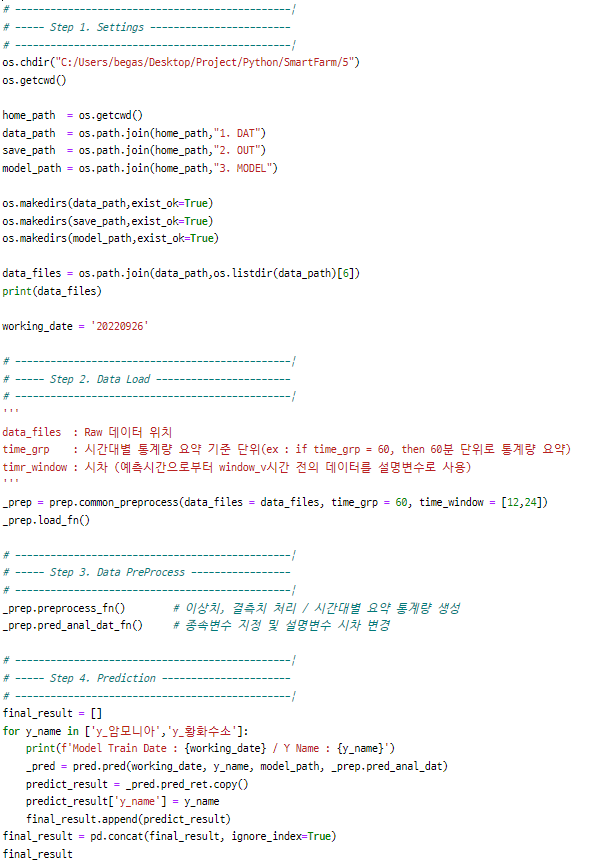 # -----------------------------------------------/
# ----- Step 1. Settings ------------------------
# -----------------------------------------------/
os.chdir("C:/Users/begas/Desktop/Project/Python/SmartFarm/5")
os.getcwd()
home_path  = os.getcwd()
data_path  = os.path.join(home_path,"1. DAT")
save_path  = os.path.join(home_path,"2. OUT")
model_path = os.path.join(home_path,"3. MODEL")
os.makedirs(data_path,exist_ok=True)
os.makedirs(save_path,exist_ok=True)
os.makedirs(model_path,exist_ok=True)
data_files = os.path.join(data_path,os.listdir(data_path)[6])
print(data_files)
working_date = '20220926'
# -----------------------------------------------/
# ----- Step 2. Data Load -----------------------
# -----------------------------------------------/
'''
data_files  : Raw 데이터 위치
time_grp    : 시간대별 통계량 요약 기준 단위(ex : if time_grp = 60, then 60분 단위로 통계량 요약)
timr_window : 시차 (예측시간으로부터 window_v시간 전의 데이터를 설명변수로 사용)
'''
_prep = prep.common_preprocess(data_files = data_files, time_grp = 60, time_window = [12,24])
_prep.load_fn()
# -----------------------------------------------/
# ----- Step 3. Data PreProcess -----------------
# -----------------------------------------------/
_prep.preprocess_fn()        # 이상치, 결측치 처리 / 시간대별 요약 통계량 생성
_prep.pred_anal_dat_fn()     # 종속변수 지정 및 설명변수 시차 변경
# -----------------------------------------------/
# ----- Step 4. Prediction ----------------------
# -----------------------------------------------/
final_result = []
for y_name in ['y_암모니아','y_황화수소']:
    print(f'Model Train Date : {working_date} / Y Name : {y_name}')
    _pred = pred.pred(working_date, y_name, model_path, _prep.pred_anal_dat)
    predict_result = _pred.pred_ret.copy()
    predict_result['y_name'] = y_name
    final_result.append(predict_result)
final_result = pd.concat(final_result, ignore_index=True)
final_result